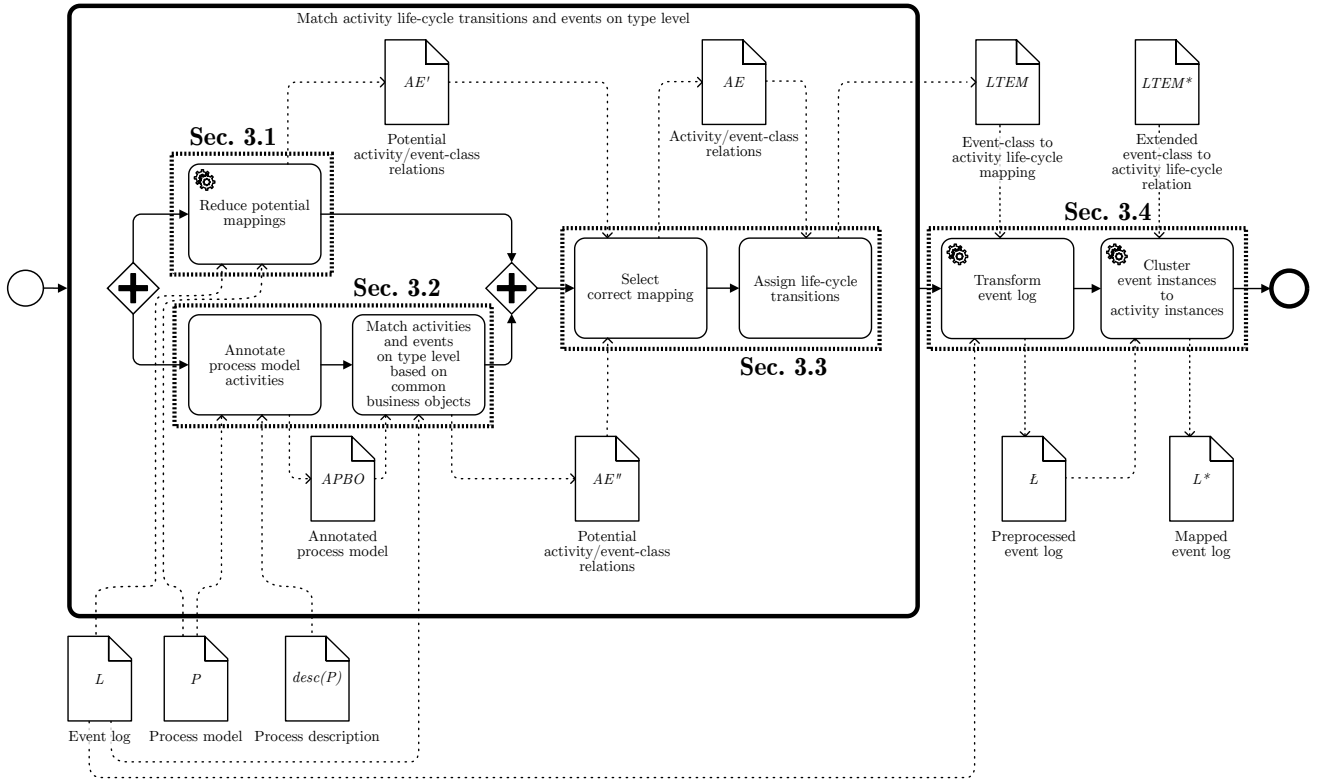 Match activity life-cycle transitions and events on type level
AE'
Potential
activity/event-class
relations
AE
Activity/event-class
relations
LTEM
Event-class to
activity life-cycle
mapping
LTEM*
Extended
event-class to
activity life-cycle
relation
Sec. 3.1
Reduce potential
mappings
Sec. 3.2
Annotate
process model
activities
Match activities
and events
on type level
based on
common
business objects
Select
correct mapping
Assign life-cycle
transitions
Sec. 3.3
Sec. 3.4
Transform
event log
Cluster
event instances
to
activity instances
APBO
Annotated
process model
AE"
Potential
activity/event-class
relations
Ł
Preprocessed
event log
L*
Mapped
event log
L
Event log
P
Process model
desc(P)
Process description